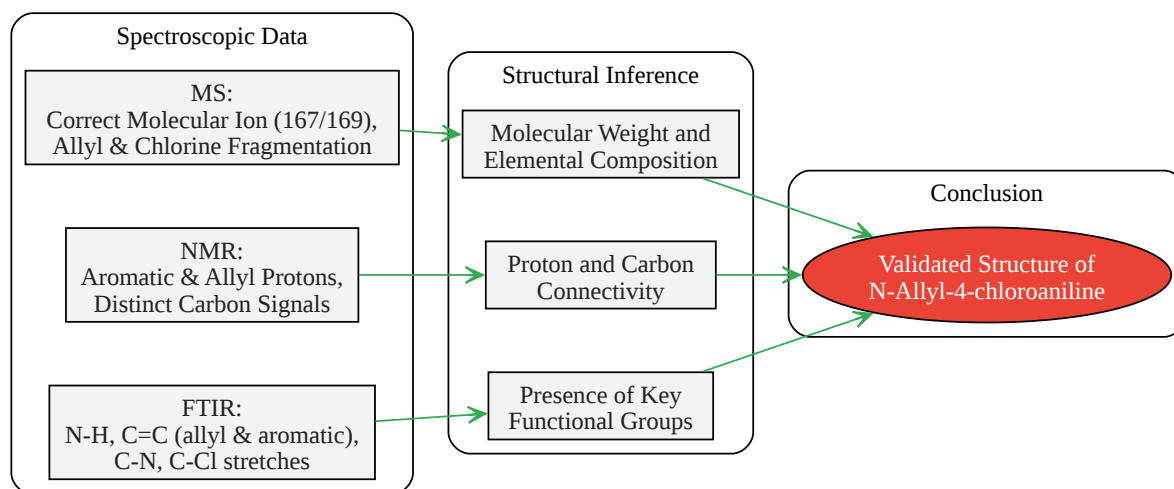 Spectroscopic Data
MS:
Correct Molecular Ion (167/169),
Allyl & Chlorine Fragmentation
NMR:
Aromatic & Allyl Protons,
Distinct Carbon Signals
FTIR:
N-H, C=C (allyl & aromatic),
C-N, C-Cl stretches
Structural Inference
Molecular Weight and
Elemental Composition
Proton and Carbon
Connectivity
Presence of Key
Functional Groups
Conclusion
Validated Structure of
N-Allyl-4-chloroaniline